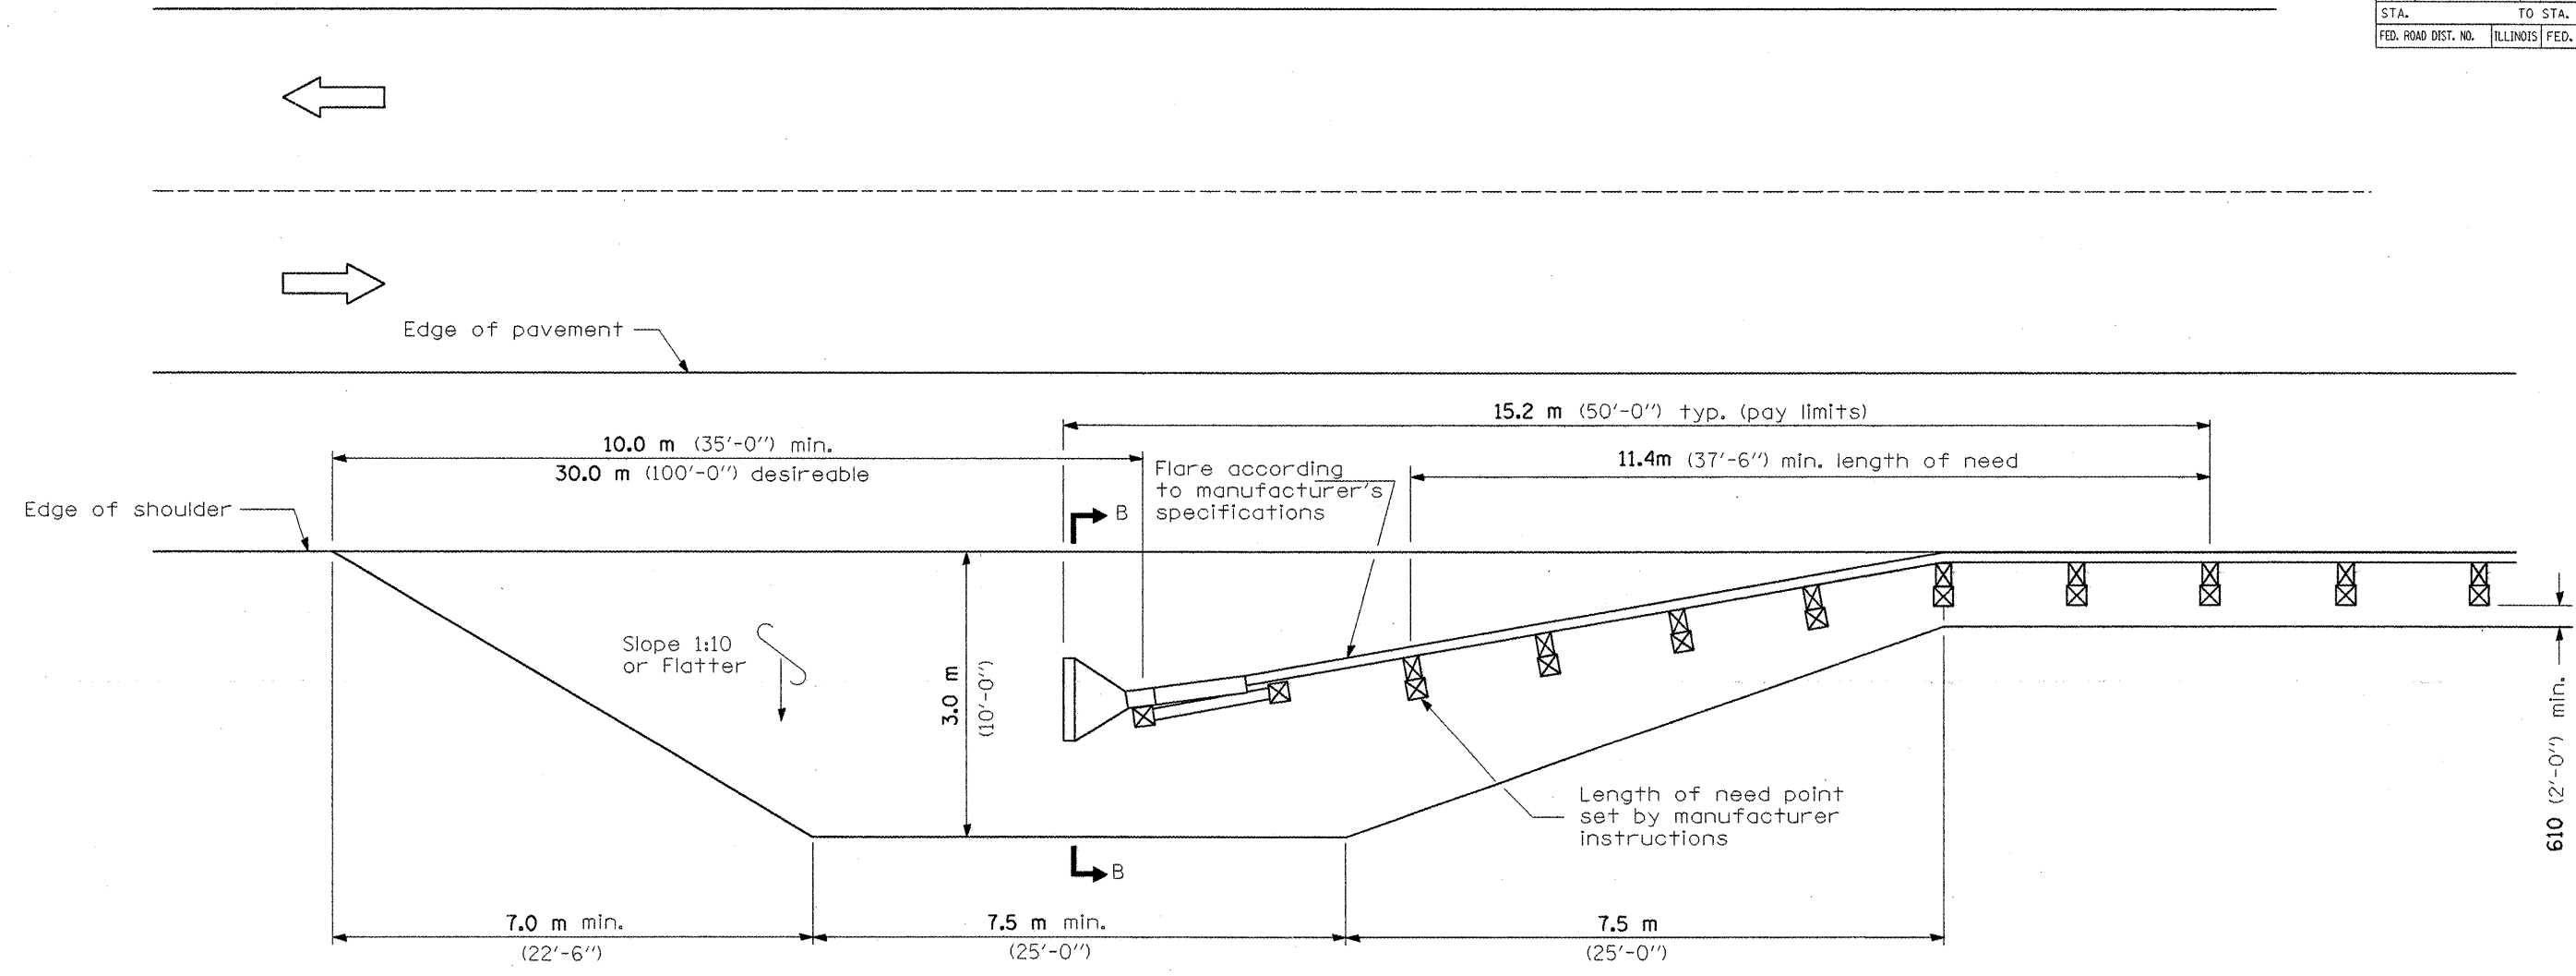 STA. TO STA.
FED. ROAD DIST. NO. ILLINOIS FED.
Edge of pavement
15.2 m (50'-0'') typ. (pay limits)
10.0 m (35'-0'') min.
30.0 m (100'-0'') desireable
Flare according
to manufacturer's
specifications
11.4m (37'-6'') min. length of need
Edge of shoulder
B
Slope 1:10
or Flatter
3.0 m
(10'-0'')
610 (2'-0'') min.
Length of need point
set by manufacturer
instructions
B
7.0 m min.
(22'-6'')
7.5 m min.
(25'-0'')
7.5 m
(25'-0'')